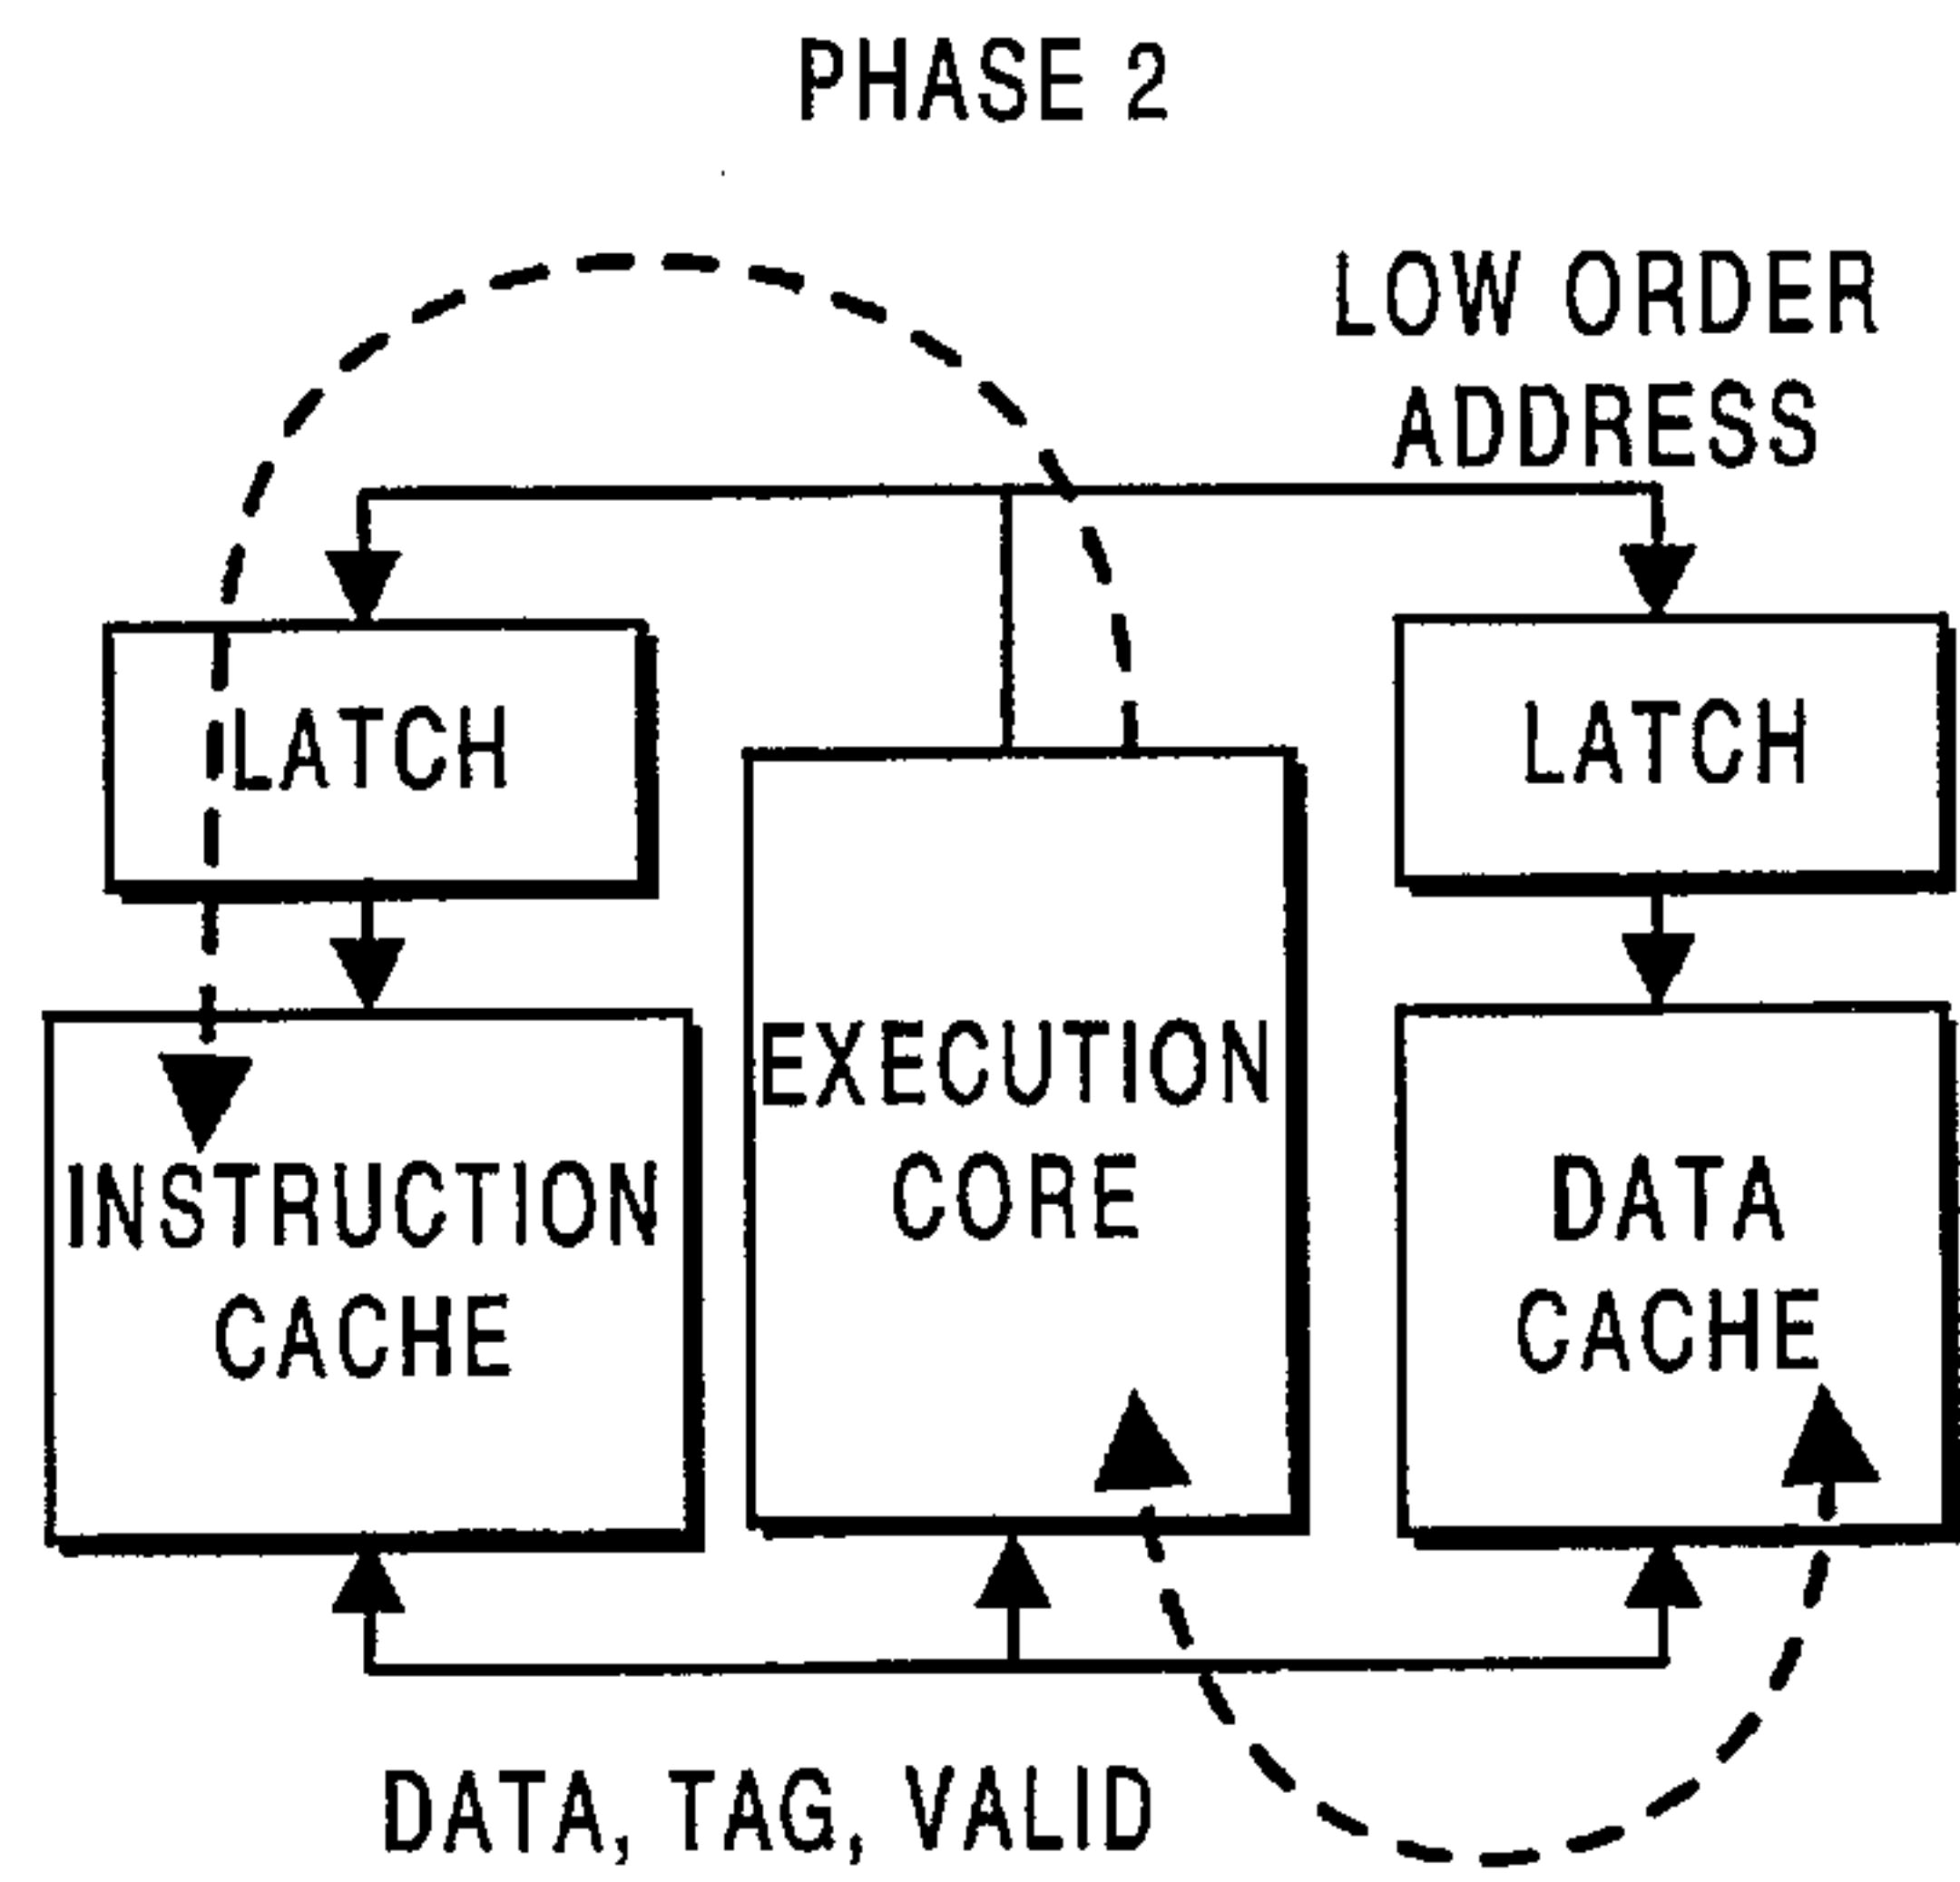 PHASE 2
LOW ORDER
ADDRESS
LATCH
LATCH
EXECUTION
CORE
INSTRUCTION
CACHE
DATA
CACHE
DATA, TAG, VALID